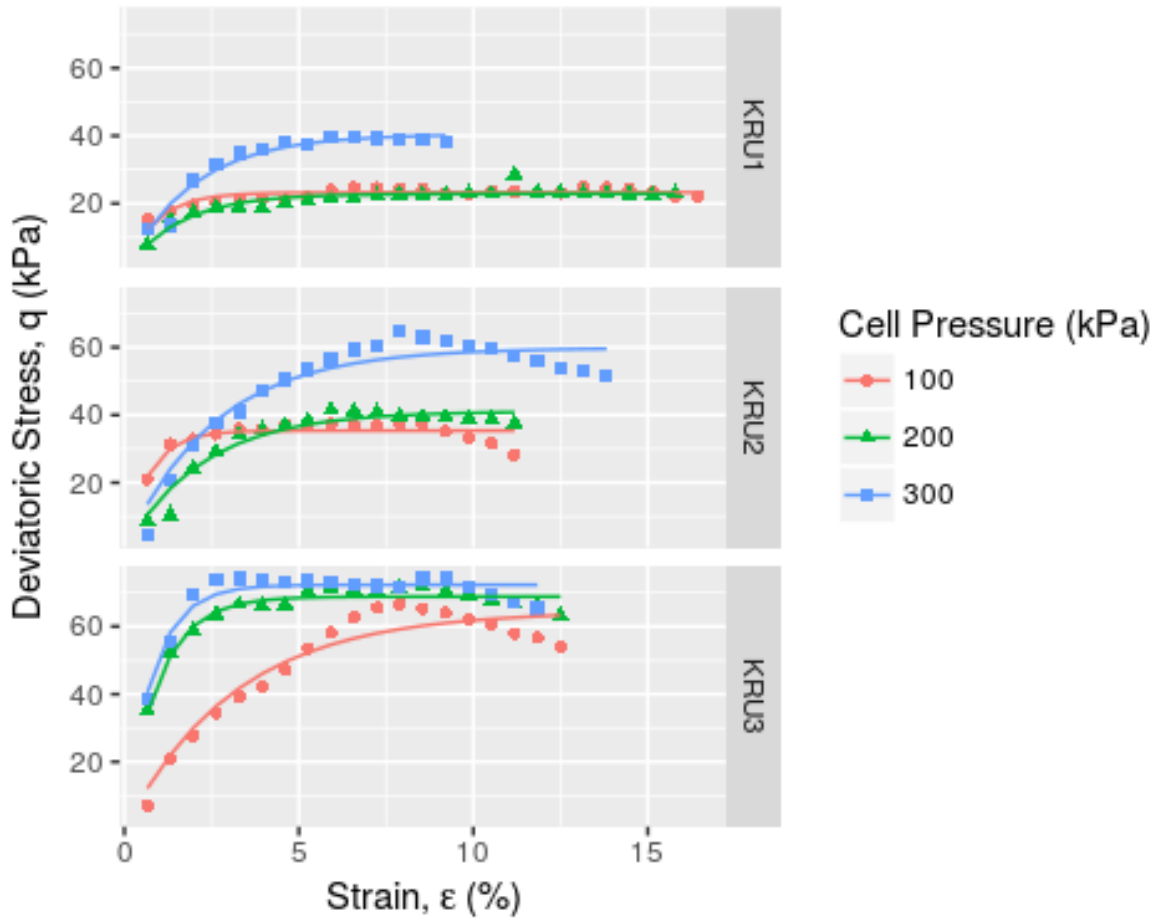 60
40
20
KRU1
60
40
20
KRU2
60
40
20
KRU3
0 5 10 15
Strain, ε (%)
Deviatoric Stress, q (kPa)
Cell Pressure (kPa)
100
200
300